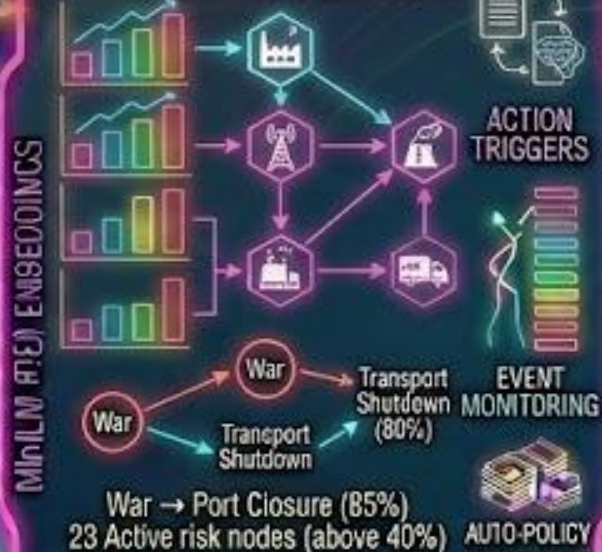 ACTION
TRIGGERS
War
War
Transport
Shutdown
(80%)
Trancport
Shutdown
EVENT
MONITORING
War → Port Closure (85%)
23 Active risk nodes (above 40%)
AUTO-POLICY